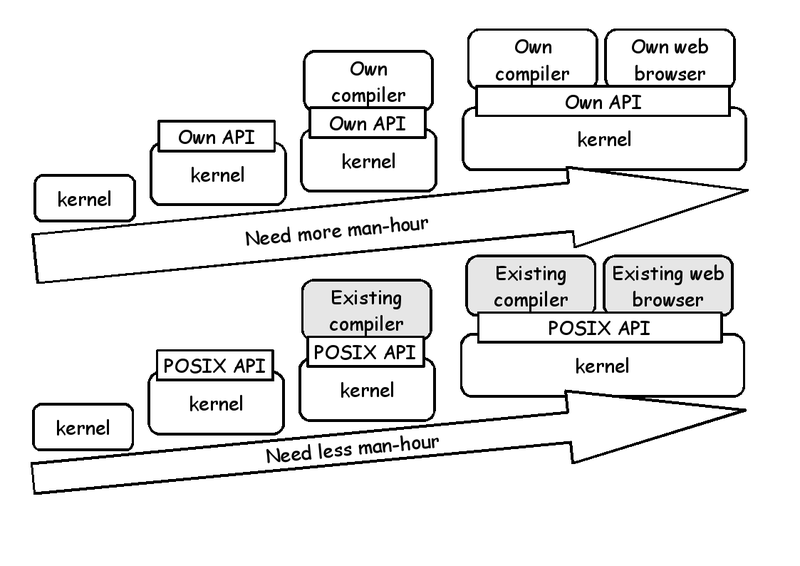 Own
compiler
Own web
browser
Own API
kernel
Own
compiler
Own API
kernel
Own API
kernel
kernel
Need more man-hour
Existing
compiler
Existing web
browser
POSIX API
kernel
Existing
compiler
POSIX API
kernel
POSIX API
kernel
kernel
Need less man-hour